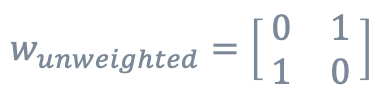 w_unweighted = [ 0 1
1 0 ]